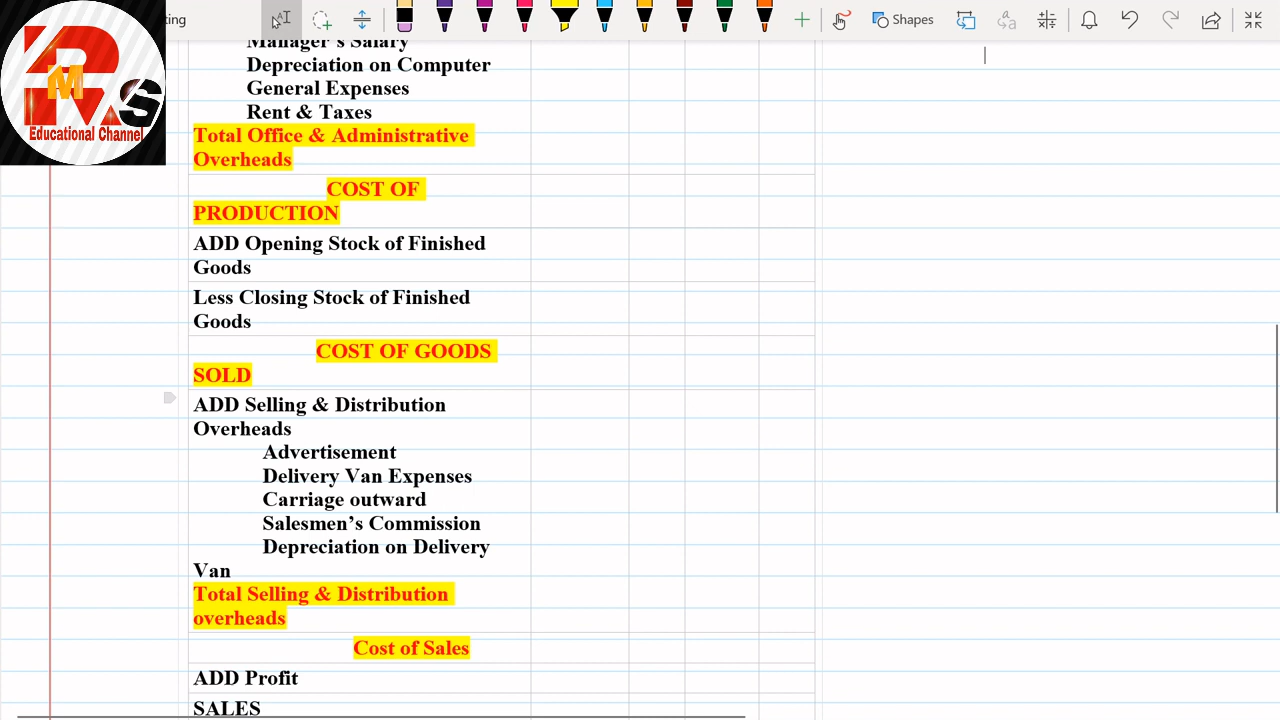 ting
Shapes
RMS
Educational Channel
Manager's Salary
Depreciation on Computer
General Expenses
Rent & Taxes
Total Office & Administrative
Overheads
COST OF
PRODUCTION
ADD Opening Stock of Finished
Goods
Less Closing Stock of Finished
Goods
COST OF GOODS
SOLD
ADD Selling & Distribution
Overheads
Advertisement
Delivery Van Expenses
Carriage outward
Salesmen’s Commission
Depreciation on Delivery
Van
Total Selling & Distribution
overheads
Cost of Sales
ADD Profit
SALES